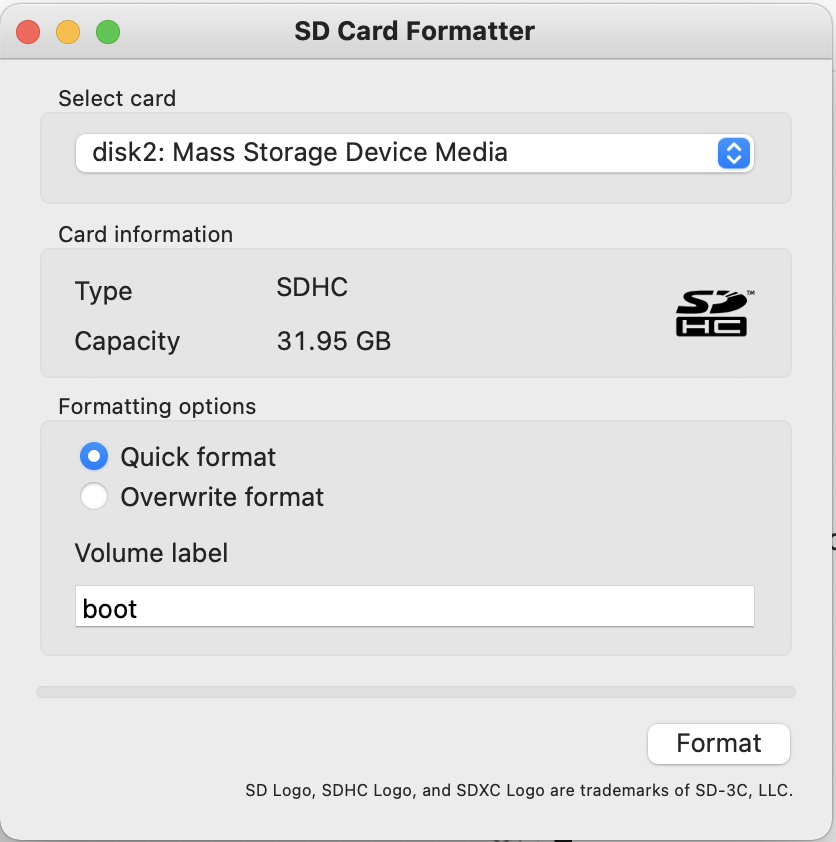 SD Card Formatter
Select card
disk2: Mass Storage Device Media
Card information
Type SDHC
SD™
HC
Capacity 31.95 GB
Formatting options
Quick format
Overwrite format
Volume label
boot
Format
SD Logo, SDHC Logo, and SDXC Logo are trademarks of SD-3C, LLC.